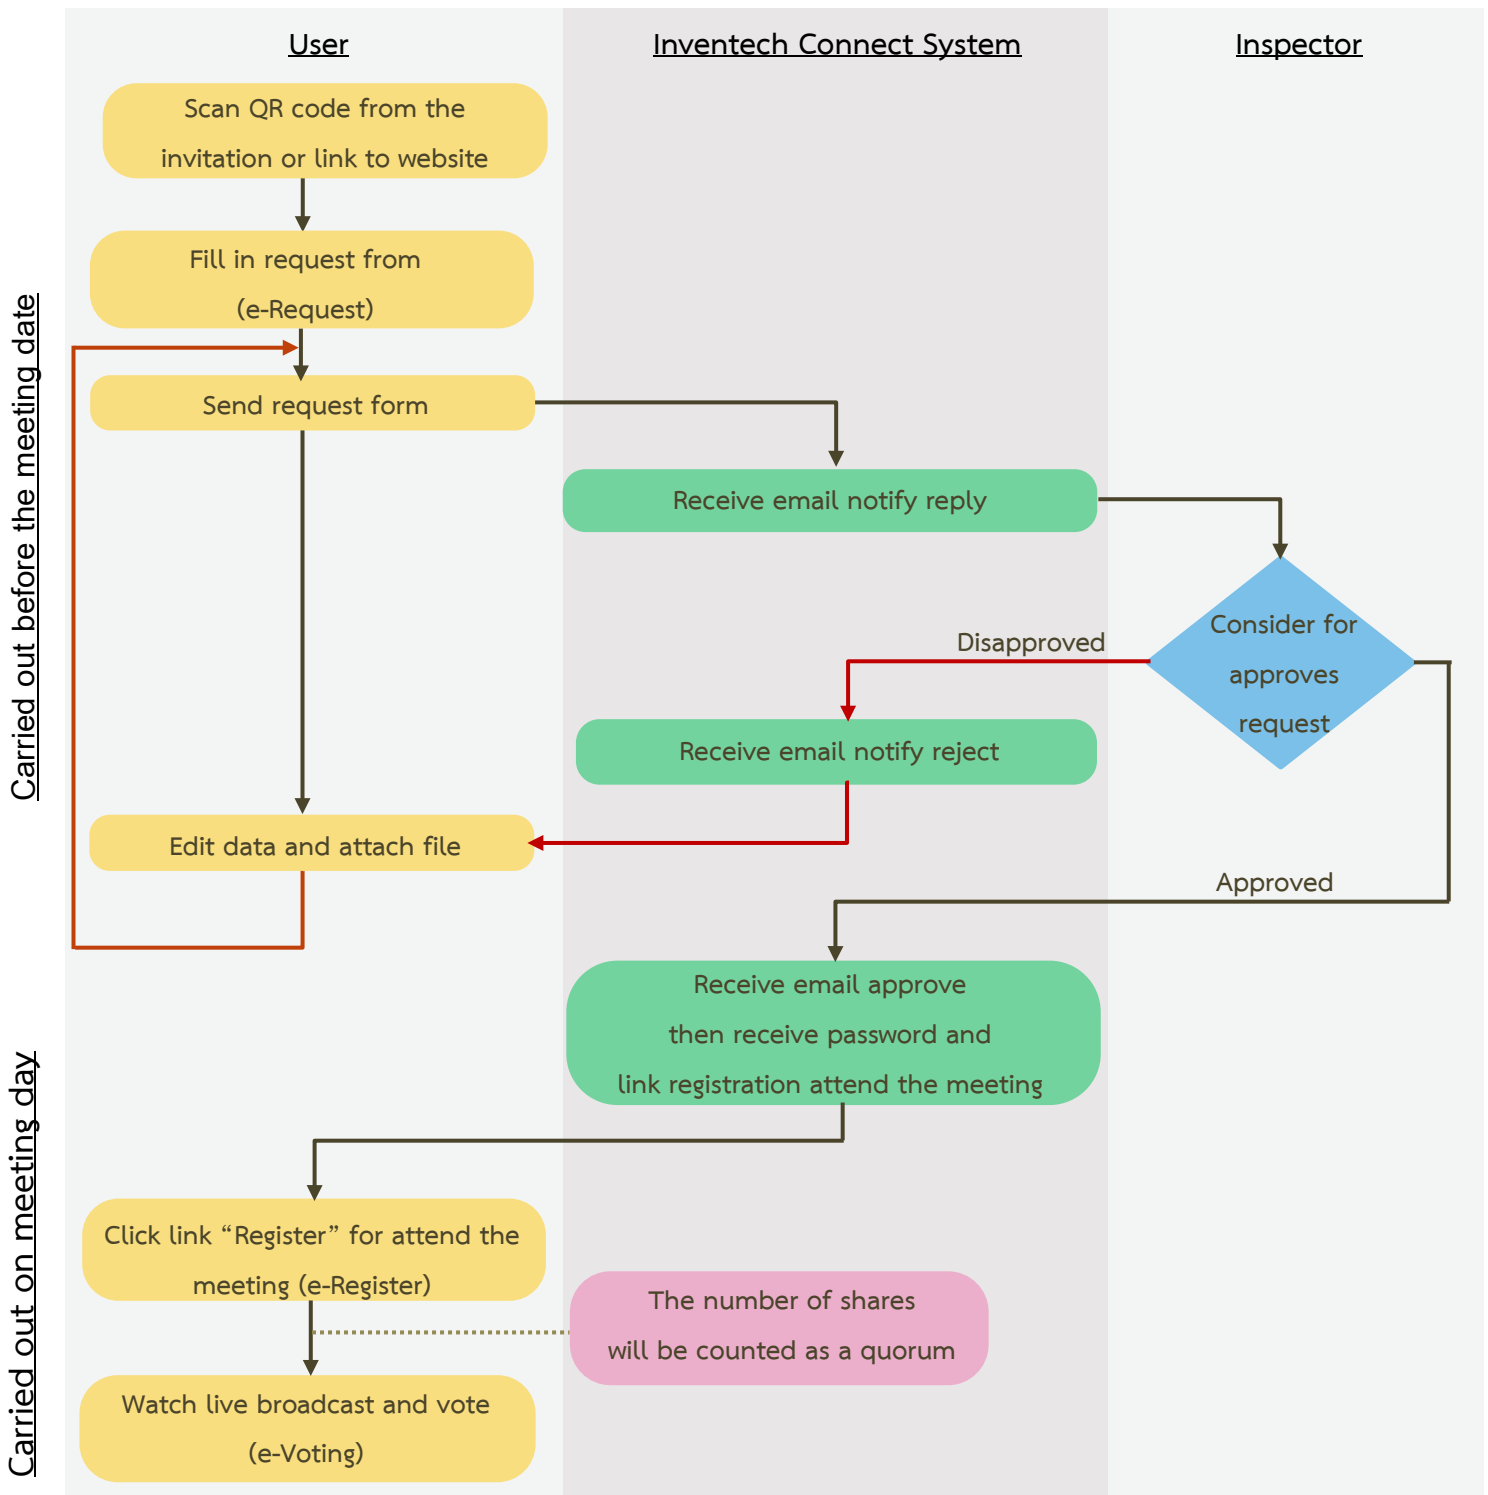 User
Inventech Connect System
Inspector
Scan QR code from the
invitation or link to website
Fill in request from
(e-Request)
Send request form
Receive email notify reply
Consider for
approves
request
Disapproved
Receive email notify reject
Edit data and attach file
Approved
Receive email approve
then receive password and
link registration attend the meeting
Click link “Register” for attend the
meeting (e-Register)
The number of shares
will be counted as a quorum
Watch live broadcast and vote
(e-Voting)
Carried out before the meeting date
Carried out on meeting day